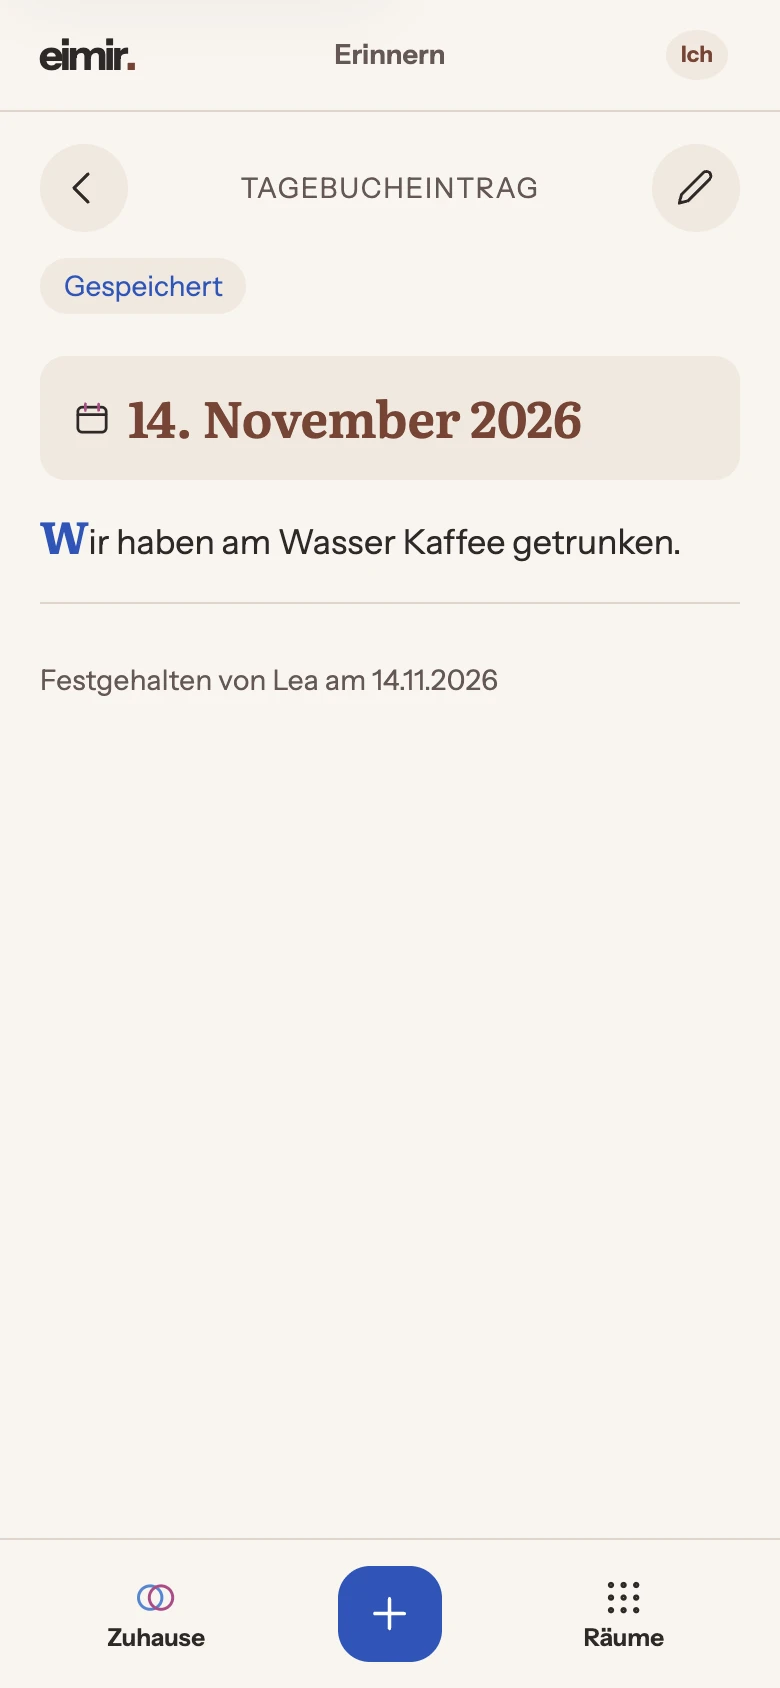 eimir.
Erinnern
Ich
TAGEBUCHEINTRAG
Gespeichert
14. November 2026
Wir haben am Wasser Kaffee getrunken.
Festgehalten von Lea am 14.11.2026
Zuhause
Räume